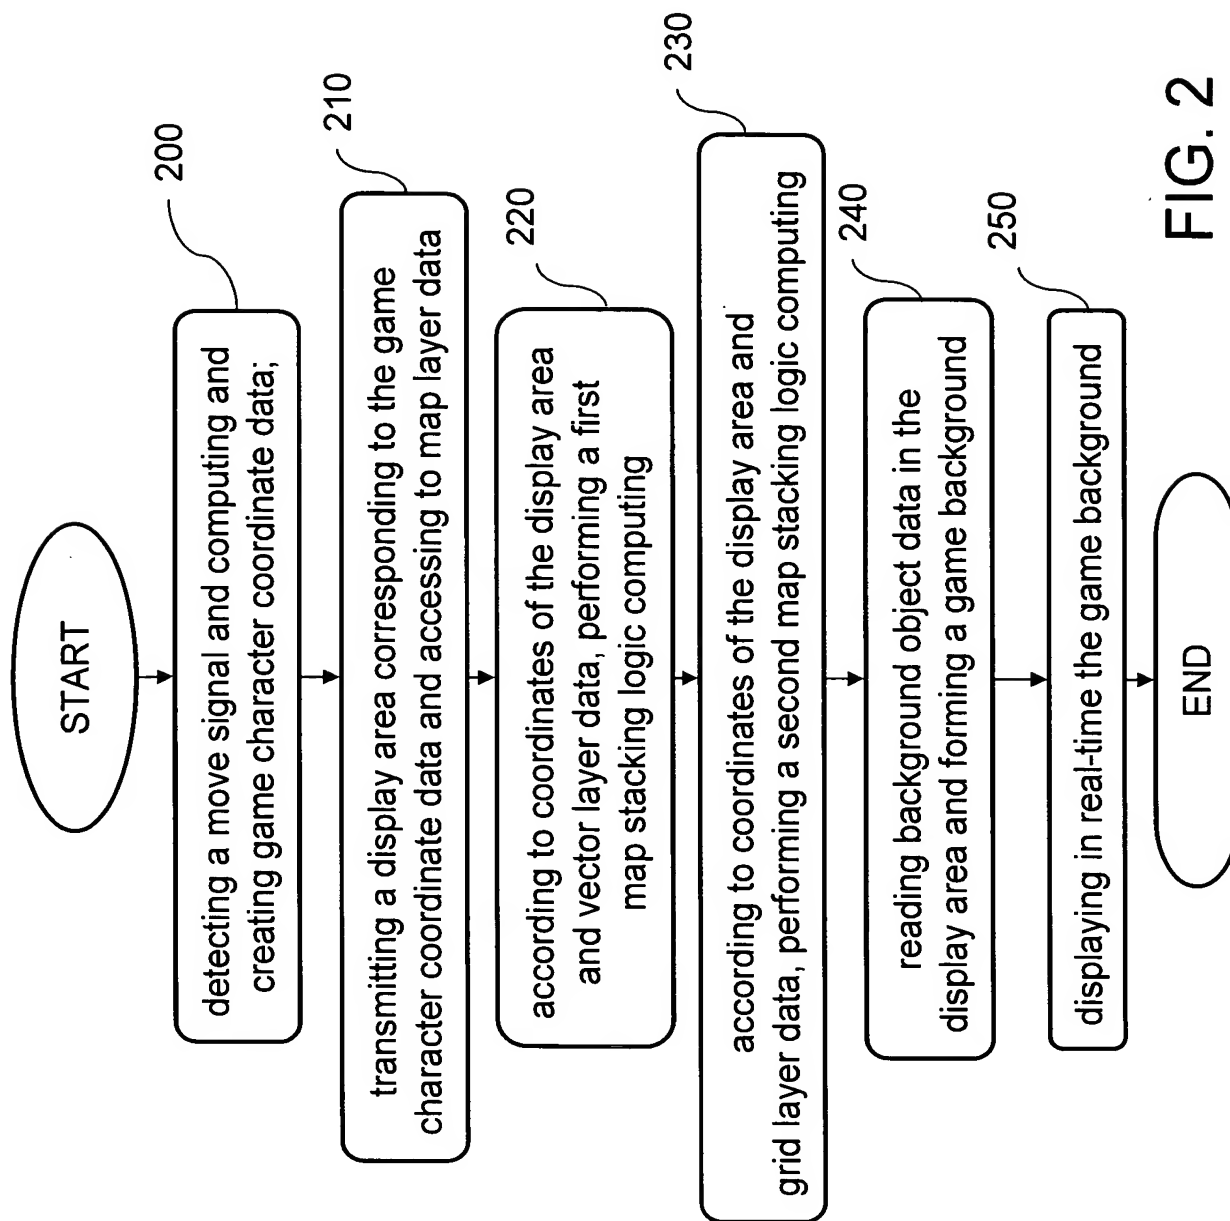 START
200
detecting a move signal and computing and
creating game character coordinate data;
210
transmitting a display area corresponding to the game
character coordinate data and accessing to map layer data
220
according to coordinates of the display area
and vector layer data, performing a first
map stacking logic computing
230
according to coordinates of the display area and
grid layer data, performing a second map stacking logic computing
240
reading background object data in the
display area and forming a game background
250
displaying in real-time the game background
END
FIG. 2